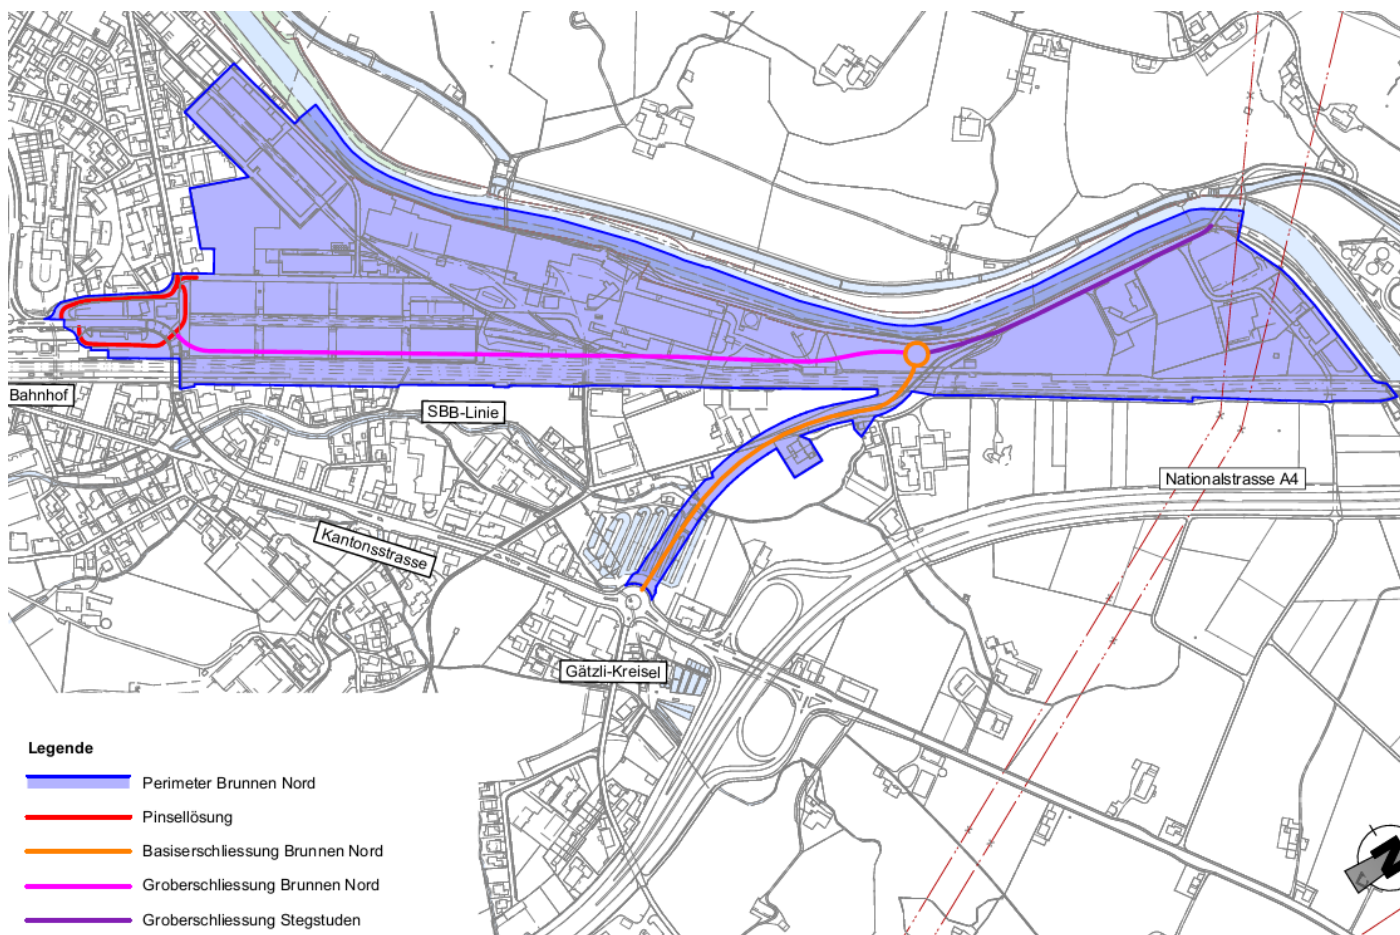 Bahnhof
SBB-Linie
Nationalstrasse A4
Kantonsstrasse
Gätzli-Kreisel
Legende
Perimeter Brunnen Nord
Pinsellösung
Basiserschliessung Brunnen Nord
Groberschliessung Brunnen Nord
Groberschliessung Stegstuden
N